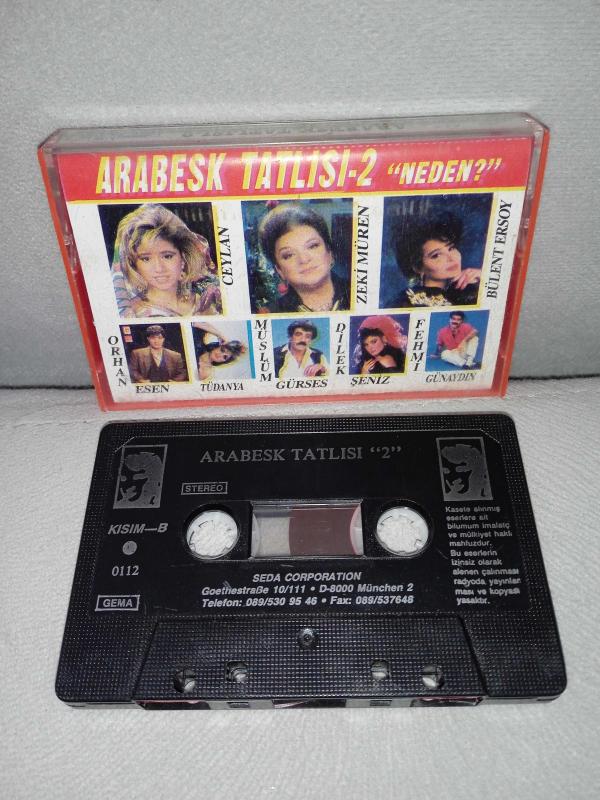 ARABESK TATLISI-2 "NEDEN?"
CEYLAN
ZEKİ MÜREN
BÜLENT ERSOY
ORHAN
ESEN
TÜDANYA
MÜSLÜM
GÜRSES
DİLEK
ŞENİZ
FEHMİ
GÜNAYDIN
ARABESK TATLISI "2"
STEREO
KISIM—B
0112
GEMA
SEDA CORPORATION
Goethestraße 10/111 • D-8000 München 2
Telefon: 089/530 95 46 • Fax: 089/537648
Kasete alınmış
eserlere ait
bilumum imalatç
ve mülkiyet hakl
mahfuzdur.
Bu eserlerin
izinsiz olarak
alenen çalınması
radyoda yayınlan
ması ve kopyası
yasaktır.